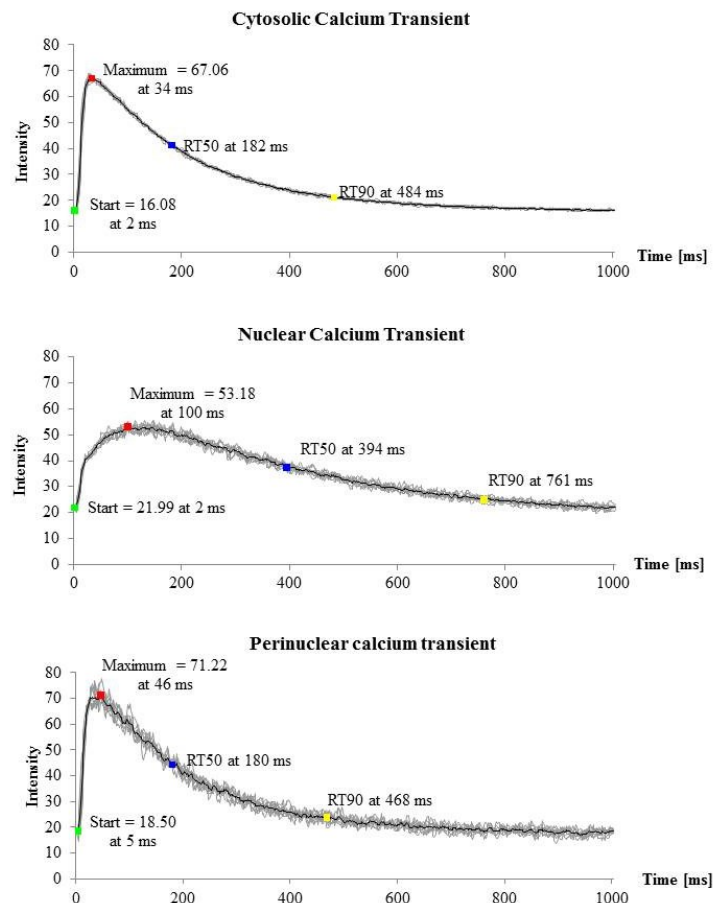 Cytosolic Calcium Transient
80
70
60
50
40
30
20
10
0
Intensity
Maximum = 67.06
at 34 ms
RT50 at 182 ms
RT90 at 484 ms
Start = 16.08
at 2 ms
0 200 400 600 800 1000
Time [ms]
Nuclear Calcium Transient
80
70
60
50
40
30
20
10
0
Intensity
Maximum = 53.18
at 100 ms
RT50 at 394 ms
RT90 at 761 ms
Start = 21.99 at 2 ms
0 200 400 600 800 1000
Time [ms]
Perinuclear calcium transient
80
70
60
50
40
30
20
10
0
Intensity
Maximum = 71.22
at 46 ms
RT50 at 180 ms
RT90 at 468 ms
Start = 18.50
at 5 ms
0 200 400 600 800 1000
Time [ms]